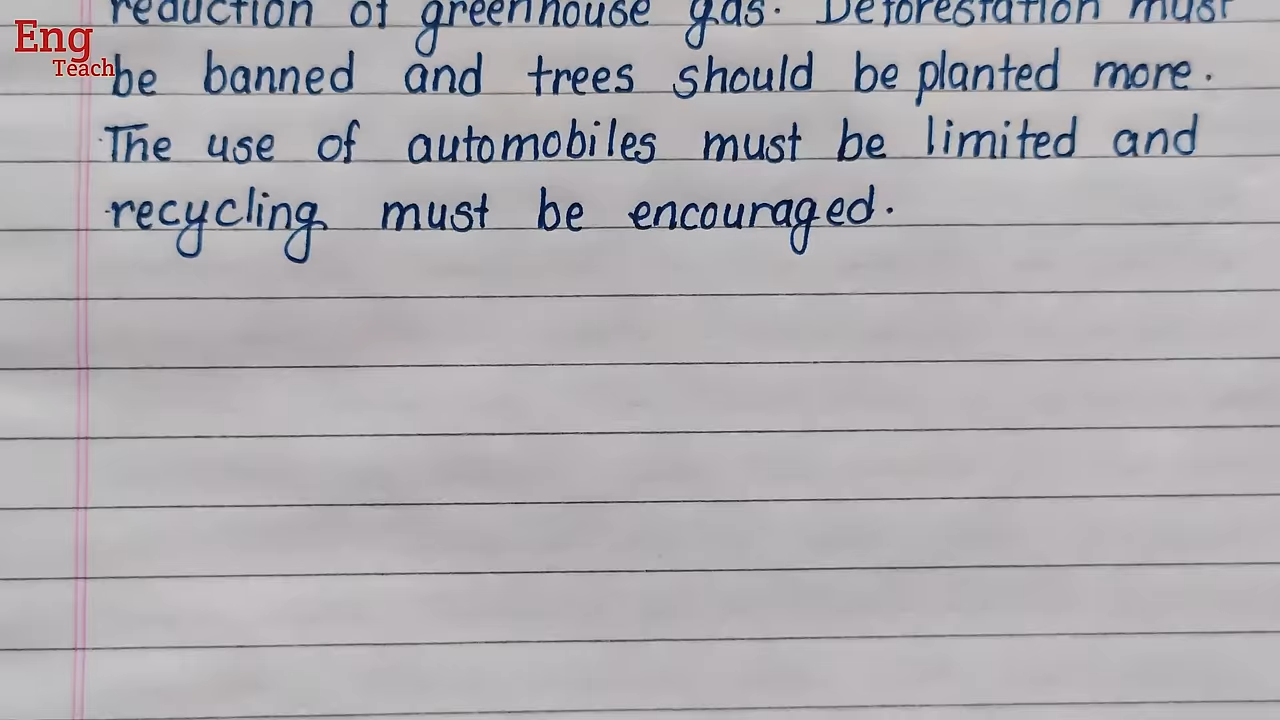 Eng
Teach
reduction of greenhouse gas. Deforestation must
be banned and trees should be planted more.
The use of automobiles must be limited and
recycling must be encouraged.